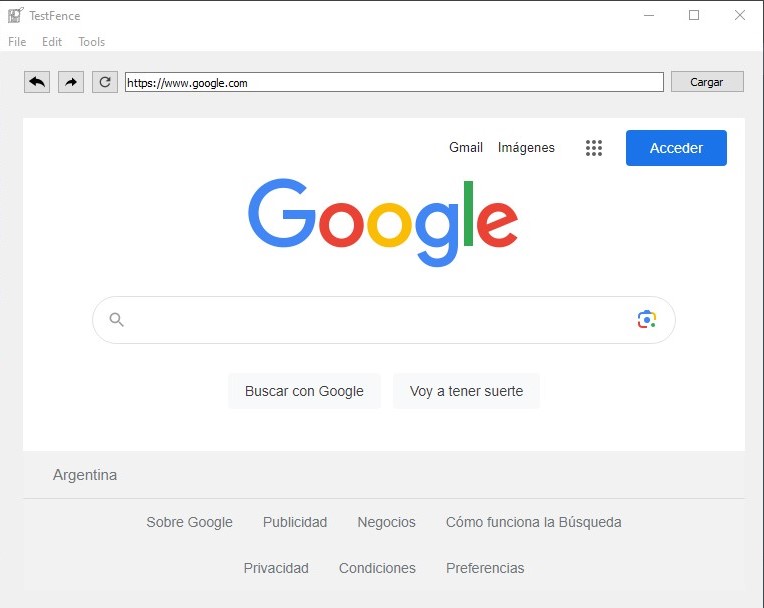 TestFence
File Edit Tools
https://www.google.com Cargar
Gmail Imágenes Acceder
Google
Buscar con Google Voy a tener suerte
Argentina
Sobre Google Publicidad Negocios Cómo funciona la Búsqueda
Privacidad Condiciones Preferencias